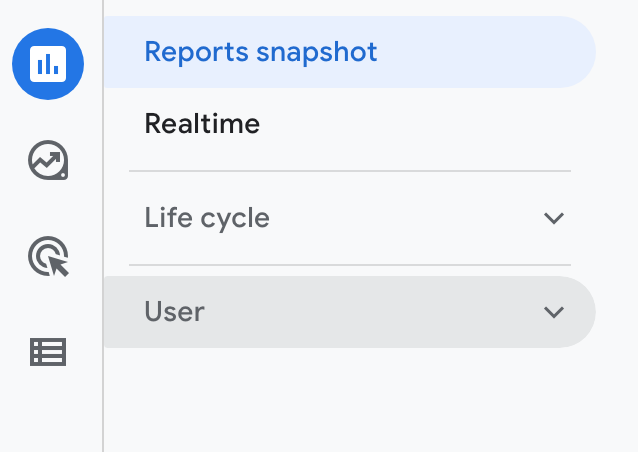 Reports snapshot
Realtime
Life cycle
User